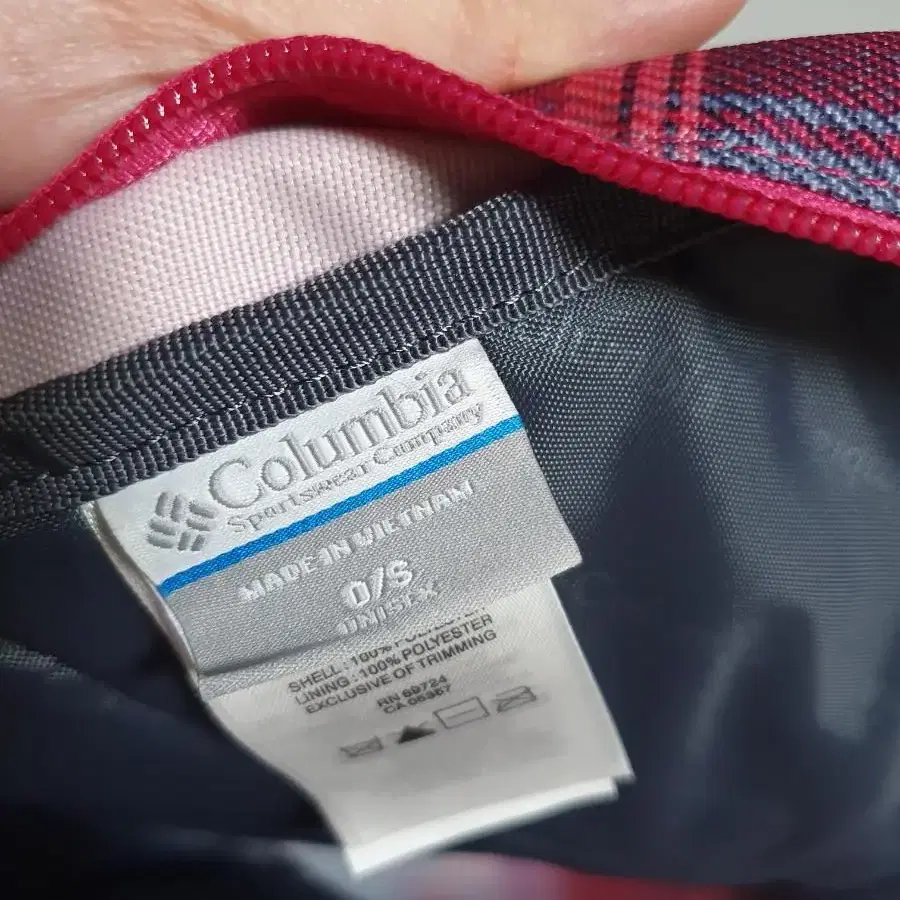 Columbia
Sportswear Company
MADE IN VIETNAM
O/S
UNISEX
SHELL : 100% POLYESTER
LINING : 100% POLYESTER
EXCLUSIVE OF TRIMMING
RN 69724
CA 05367